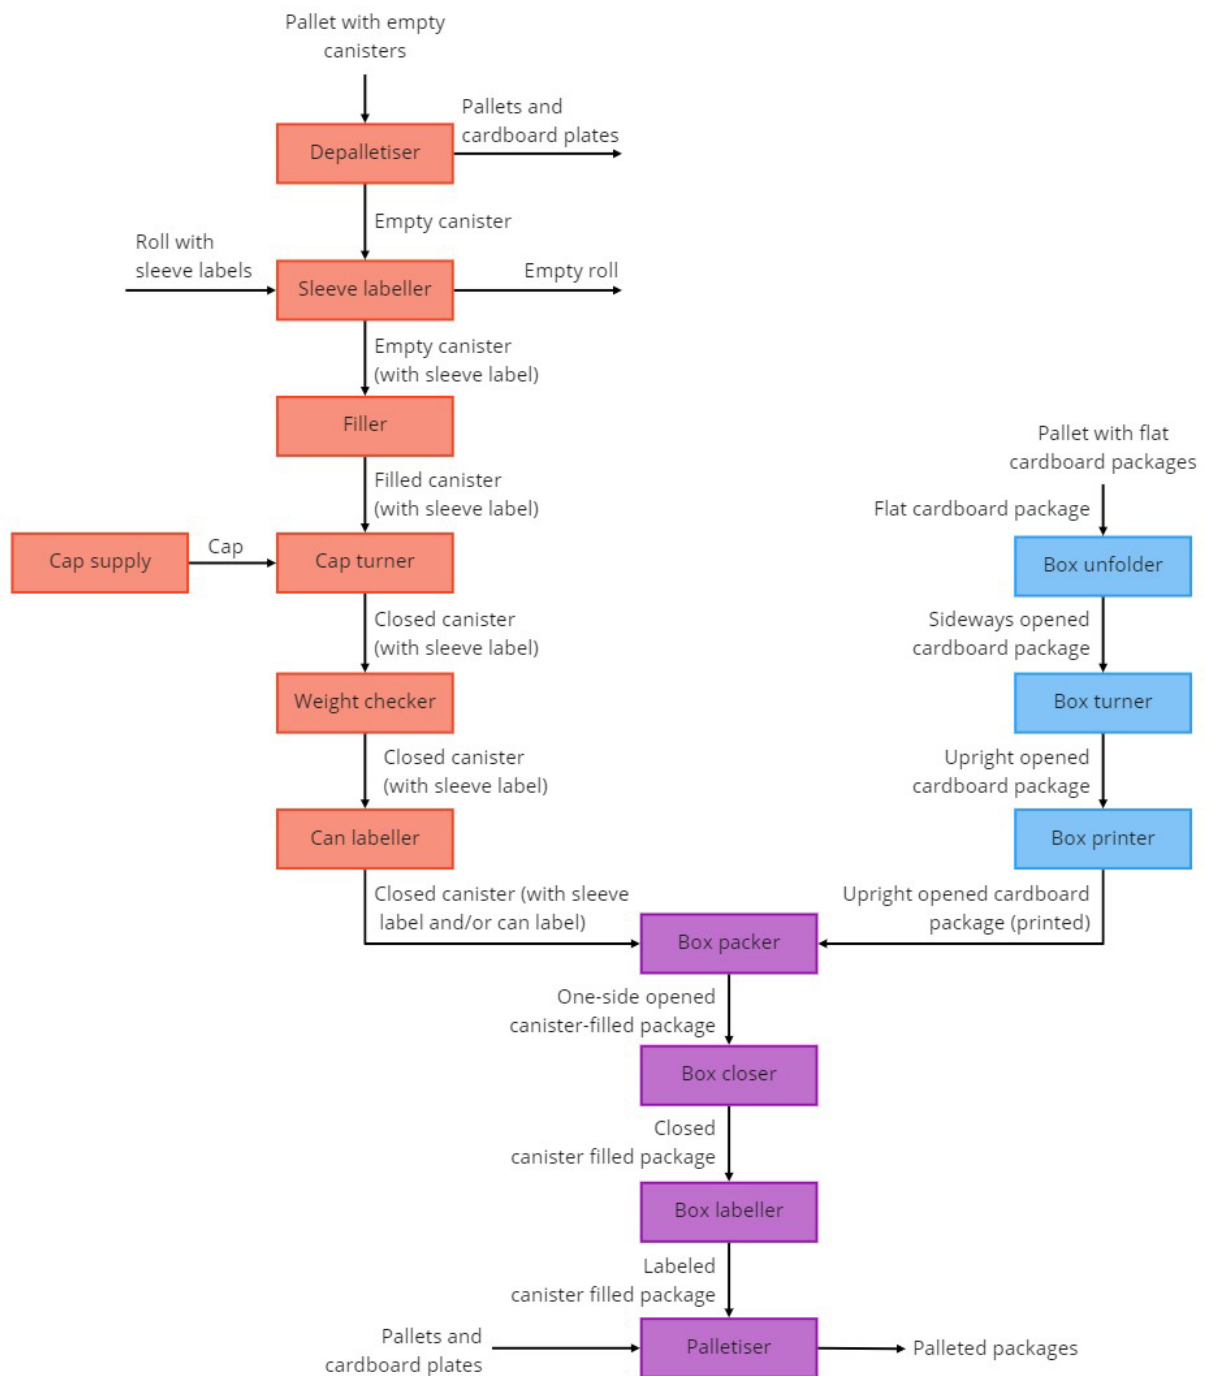 Pallet with empty
canisters
Pallets and
cardboard plates
Depalletiser
Empty canister
Roll with
sleeve labels
Empty roll
Sleeve labeller
Empty canister
(with sleeve label)
Filler
Pallet with flat
cardboard packages
Filled canister
(with sleeve label)
Flat cardboard package
Cap supply
Cap
Cap turner
Box unfolder
Closed canister
(with sleeve label)
Sideways opened
cardboard package
Weight checker
Box turner
Closed canister
(with sleeve label)
Upright opened
cardboard package
Can labeller
Box printer
Closed canister (with sleeve
label and/or can label)
Upright opened cardboard
package (printed)
Box packer
One-side opened
canister-filled package
Box closer
Closed
canister filled package
Box labeller
Labeled
canister filled package
Pallets and
cardboard plates
Palletiser
Palleted packages